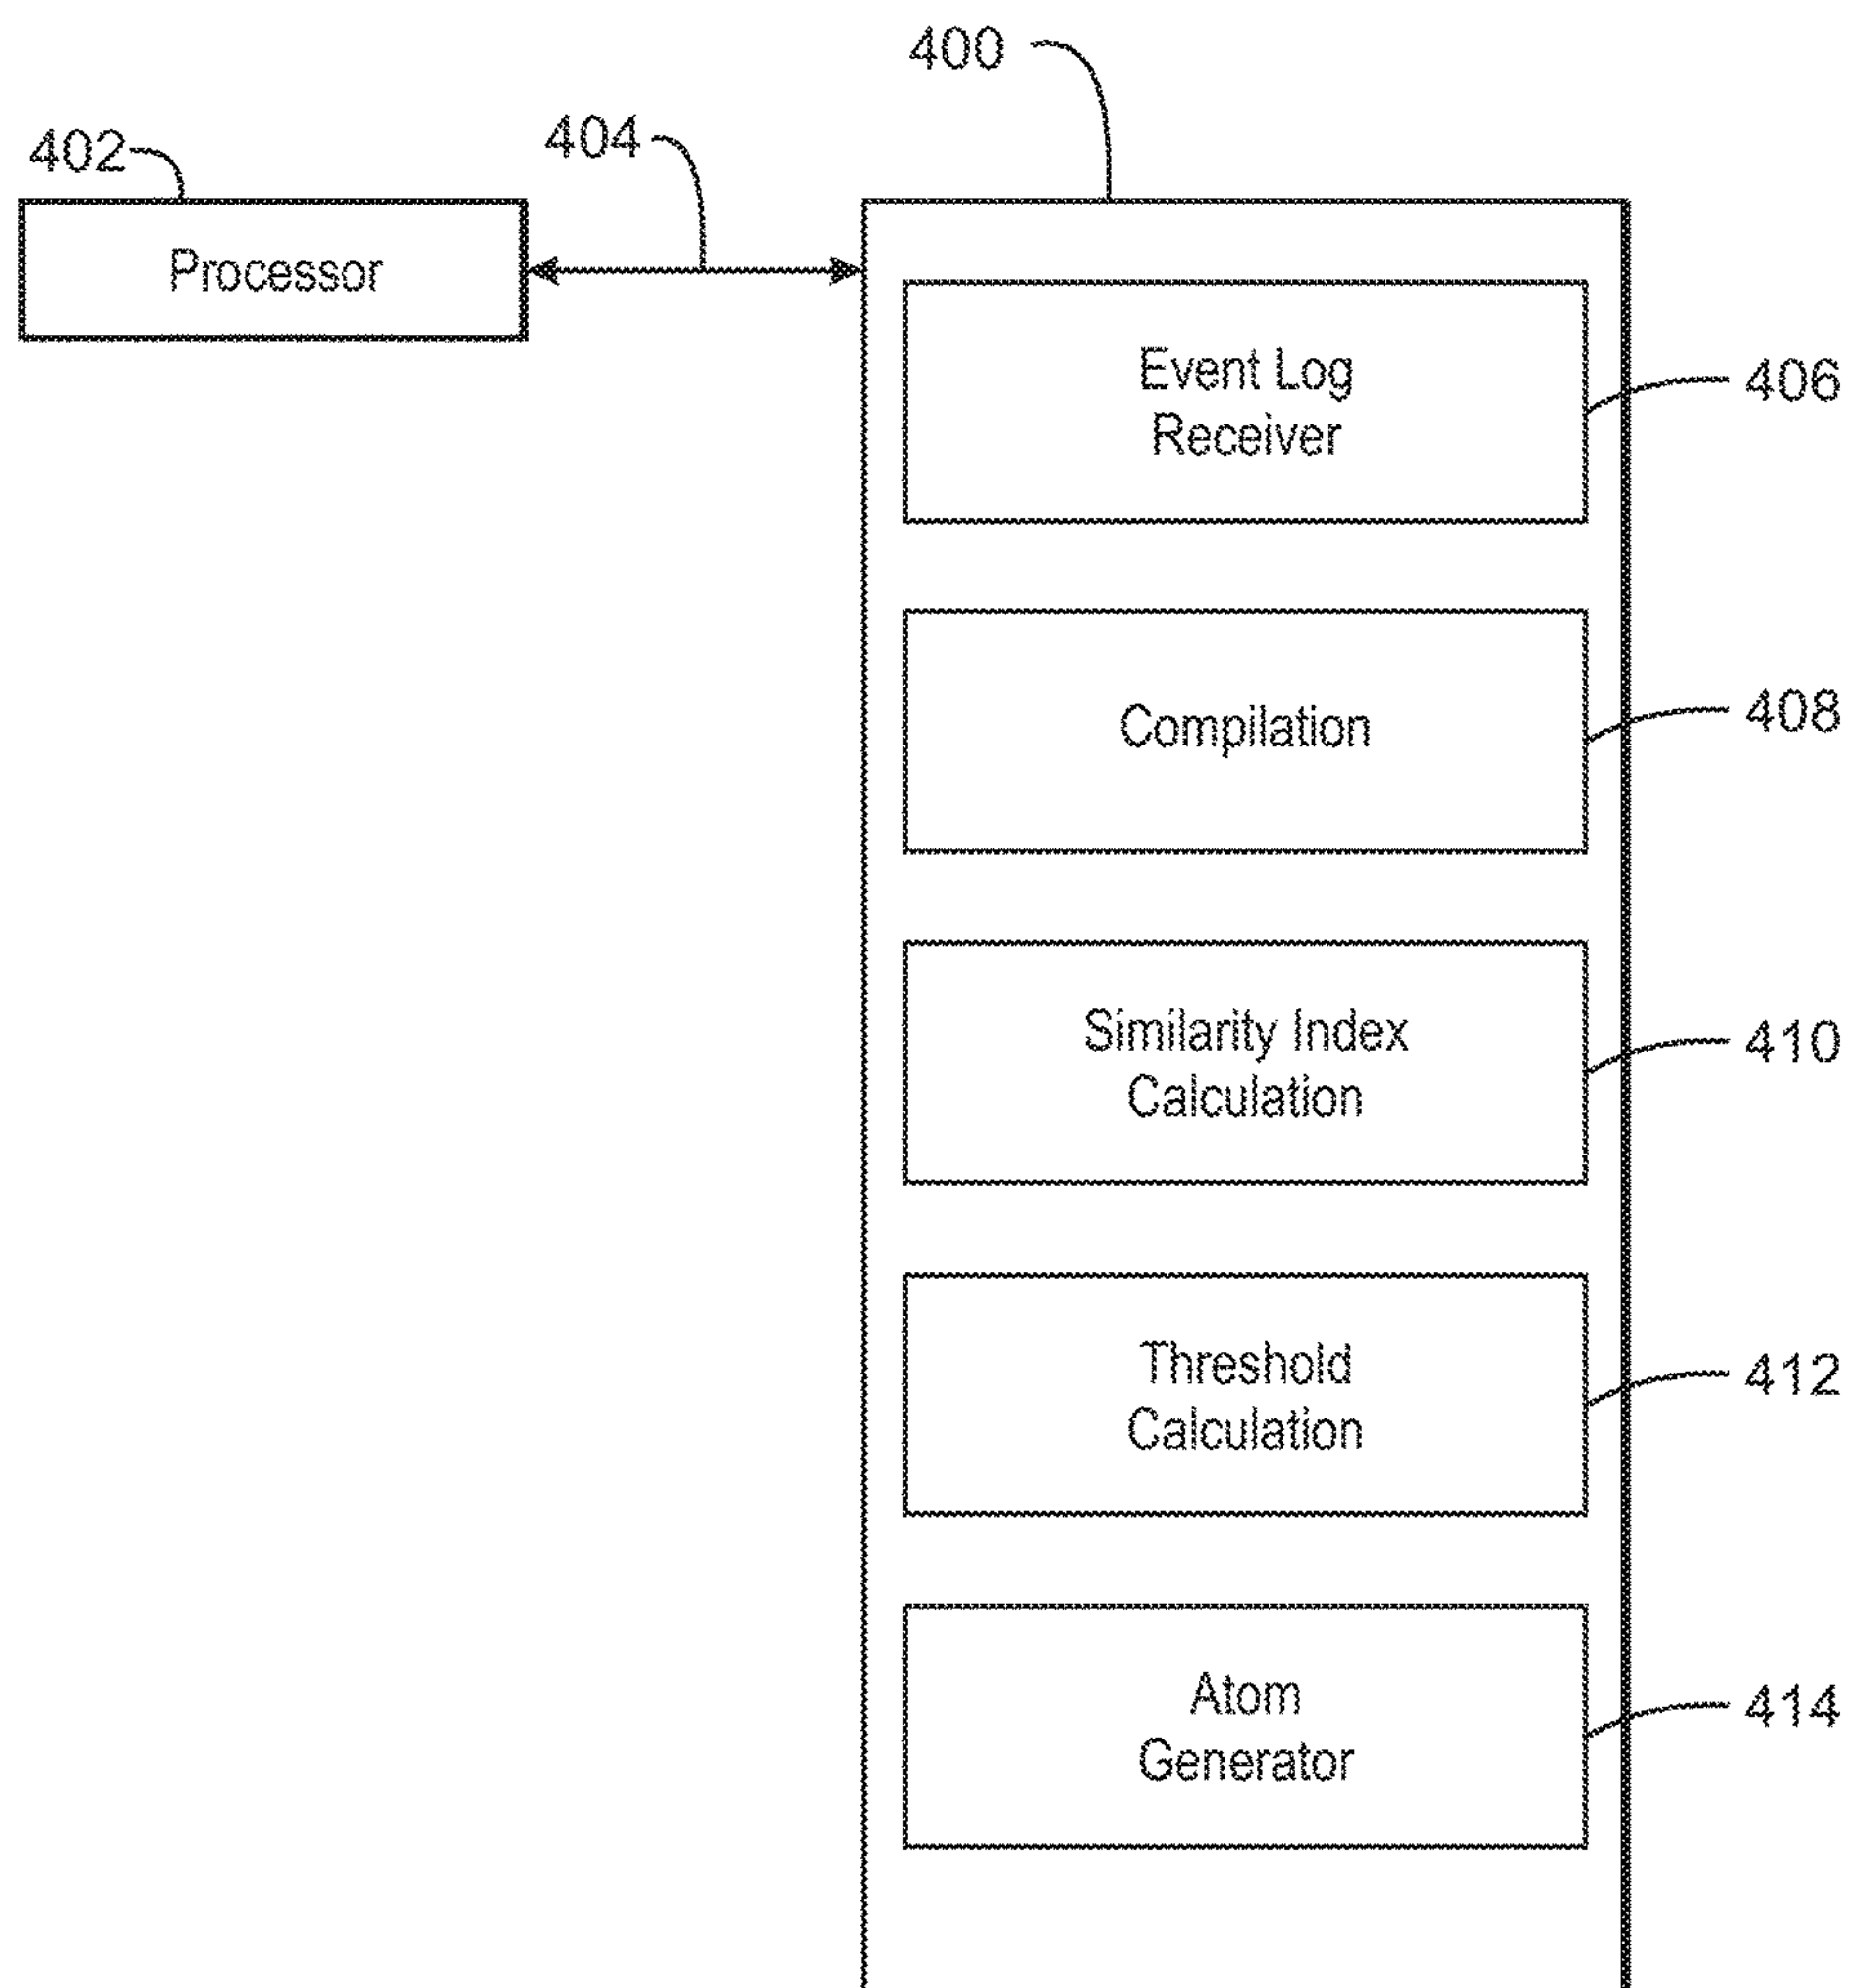 400
402
404
Processor
Event Log
Receiver
406
Compilation
408
Similarity Index
Calculation
410
Threshold
Calculation
412
Atom
Generator
414